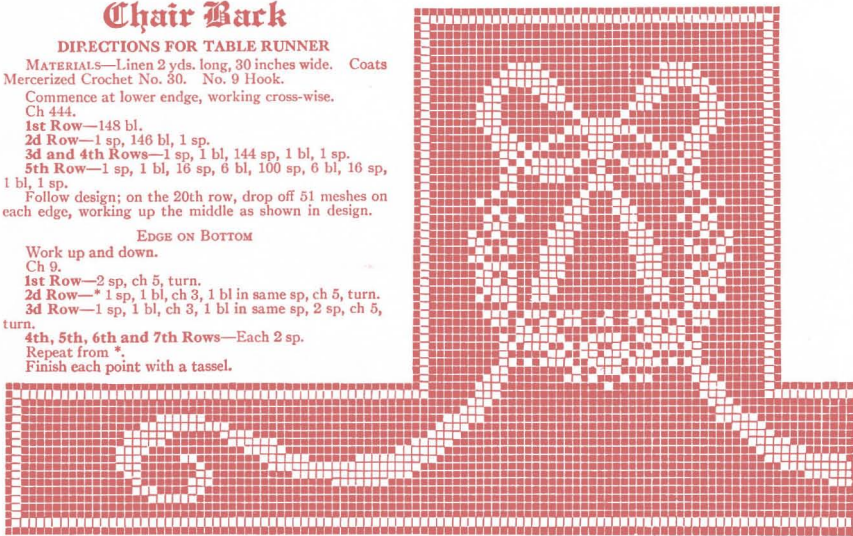 Chair Back
DIRECTIONS FOR TABLE RUNNER
MATERIALS—Linen 2 yds. long, 30 inches wide. Coats
Mercerized Crochet No. 30. No. 9 Hook.
Commence at lower endge, working cross-wise.
Ch 444.
1st Row—148 bl.
2d Row—1 sp, 146 bl, 1 sp.
3d and 4th Rows—1 sp, 1 bl, 144 sp, 1 bl, 1 sp.
5th Row—1 sp, 1 bl, 16 sp, 6 bl, 100 sp, 6 bl, 16 sp,
1 bl, 1 sp.
Follow design; on the 20th row, drop off 51 meshes on
each edge, working up the middle as shown in design.
EDGE ON BOTTOM
Work up and down.
Ch 9.
1st Row—2 sp, ch 5, turn.
2d Row—* 1 sp, 1 bl, ch 3, 1 bl in same sp, ch 5, turn.
3d Row—1 sp, 1 bl, ch 3, 1 bl in same sp, 2 sp, ch 5,
turn.
4th, 5th, 6th and 7th Rows—Each 2 sp.
Repeat from *.
Finish each point with a tassel.